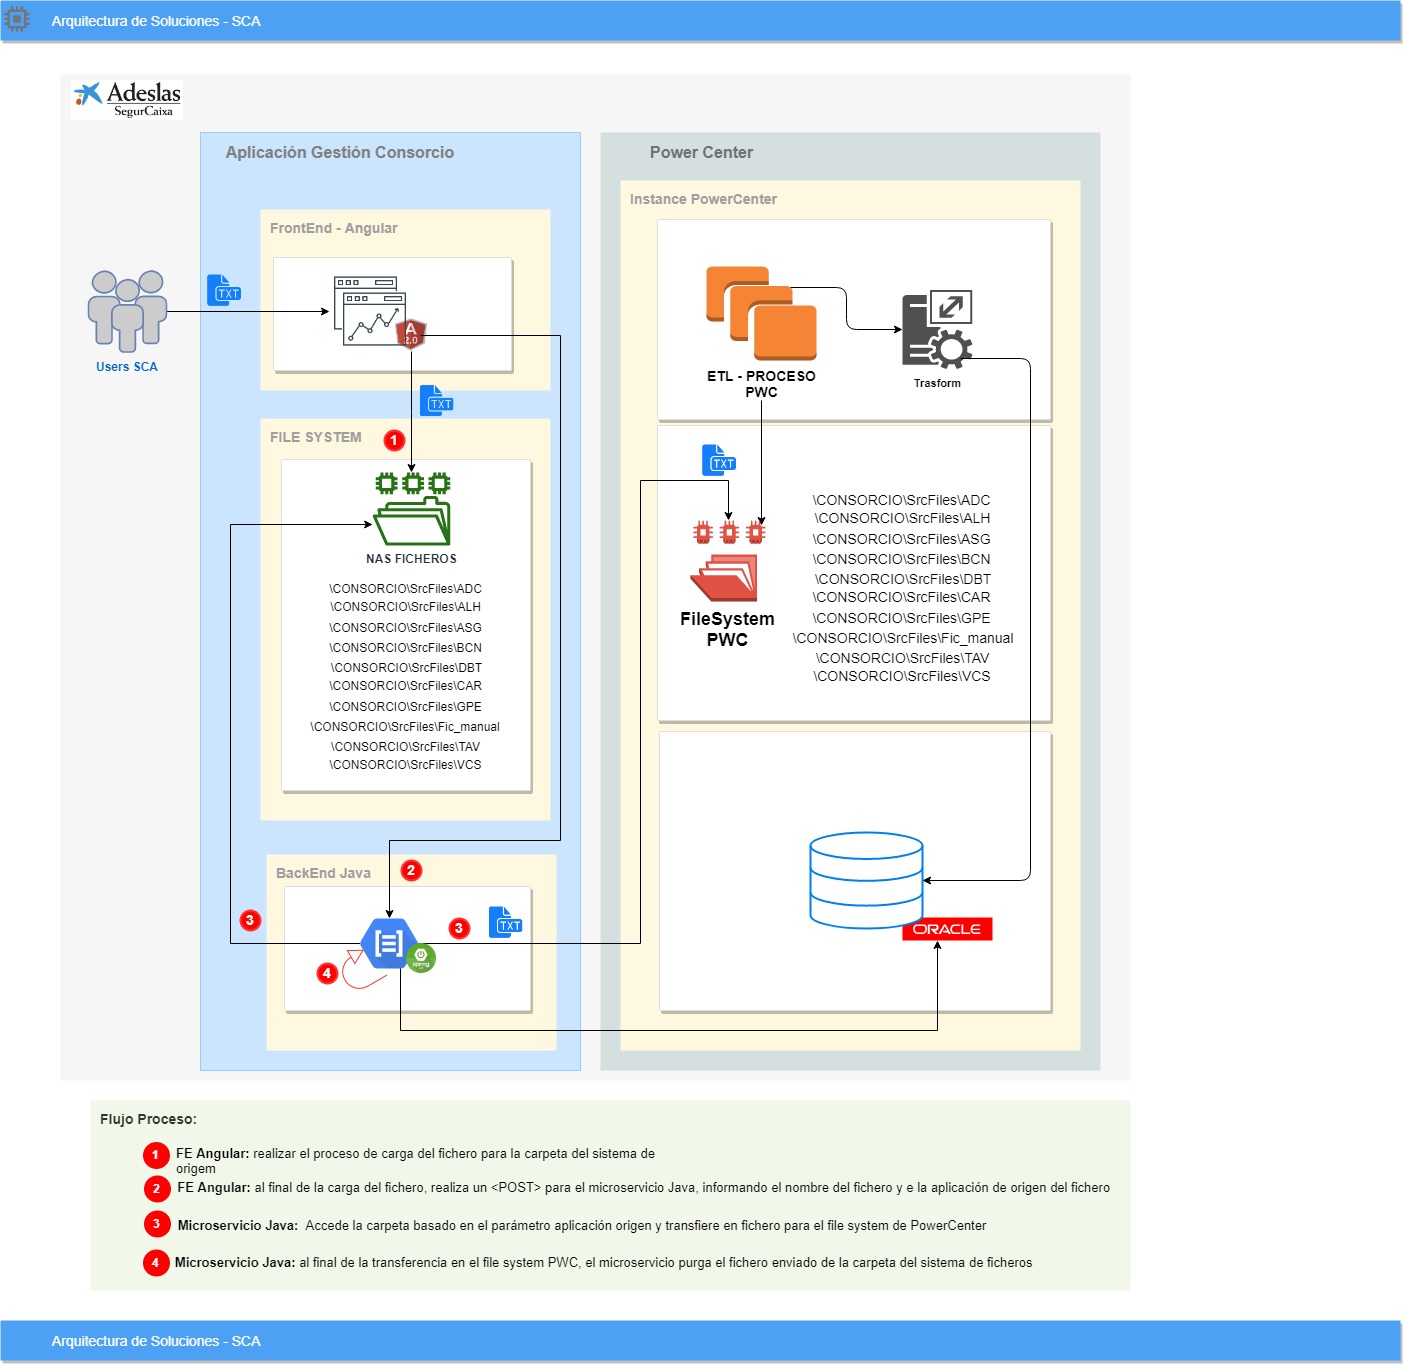 Arquitectura de Soluciones - SCA
Adeslas
SegurCaixa
Aplicación Gestión Consorcio
Power Center
Instance PowerCenter
FrontEnd - Angular
TXT
A
2.0
Users SCA
TXT
ETL - PROCESO
PWC
Trasform
FILE SYSTEM
1
NAS FICHEROS
\CONSORCIO\SrcFiles\ADC
\CONSORCIO\SrcFiles\ALH
\CONSORCIO\SrcFiles\ASG
\CONSORCIO\SrcFiles\BCN
\CONSORCIO\SrcFiles\DBT
\CONSORCIO\SrcFiles\CAR
\CONSORCIO\SrcFiles\GPE
\CONSORCIO\SrcFiles\Fic_manual
\CONSORCIO\SrcFiles\TAV
\CONSORCIO\SrcFiles\VCS
TXT
FileSystem
PWC
\CONSORCIO\SrcFiles\ADC
\CONSORCIO\SrcFiles\ALH
\CONSORCIO\SrcFiles\ASG
\CONSORCIO\SrcFiles\BCN
\CONSORCIO\SrcFiles\DBT
\CONSORCIO\SrcFiles\CAR
\CONSORCIO\SrcFiles\GPE
\CONSORCIO\SrcFiles\Fic_manual
\CONSORCIO\SrcFiles\TAV
\CONSORCIO\SrcFiles\VCS
BackEnd Java
2
3
3
TXT
4
spring
ORACLE
Flujo Proceso:
1 FE Angular: realizar el proceso de carga del fichero para la carpeta del sistema de
origem
2 FE Angular: al final de la carga del fichero, realiza un <POST> para el microservicio Java, informando el nombre del fichero y e la aplicación de origen del fichero
3 Microservicio Java: Accede la carpeta basado en el parámetro aplicación origen y transfiere en fichero para el file system de PowerCenter
4 Microservicio Java: al final de la transferencia en el file system PWC, el microservicio purga el fichero enviado de la carpeta del sistema de ficheros
Arquitectura de Soluciones - SCA